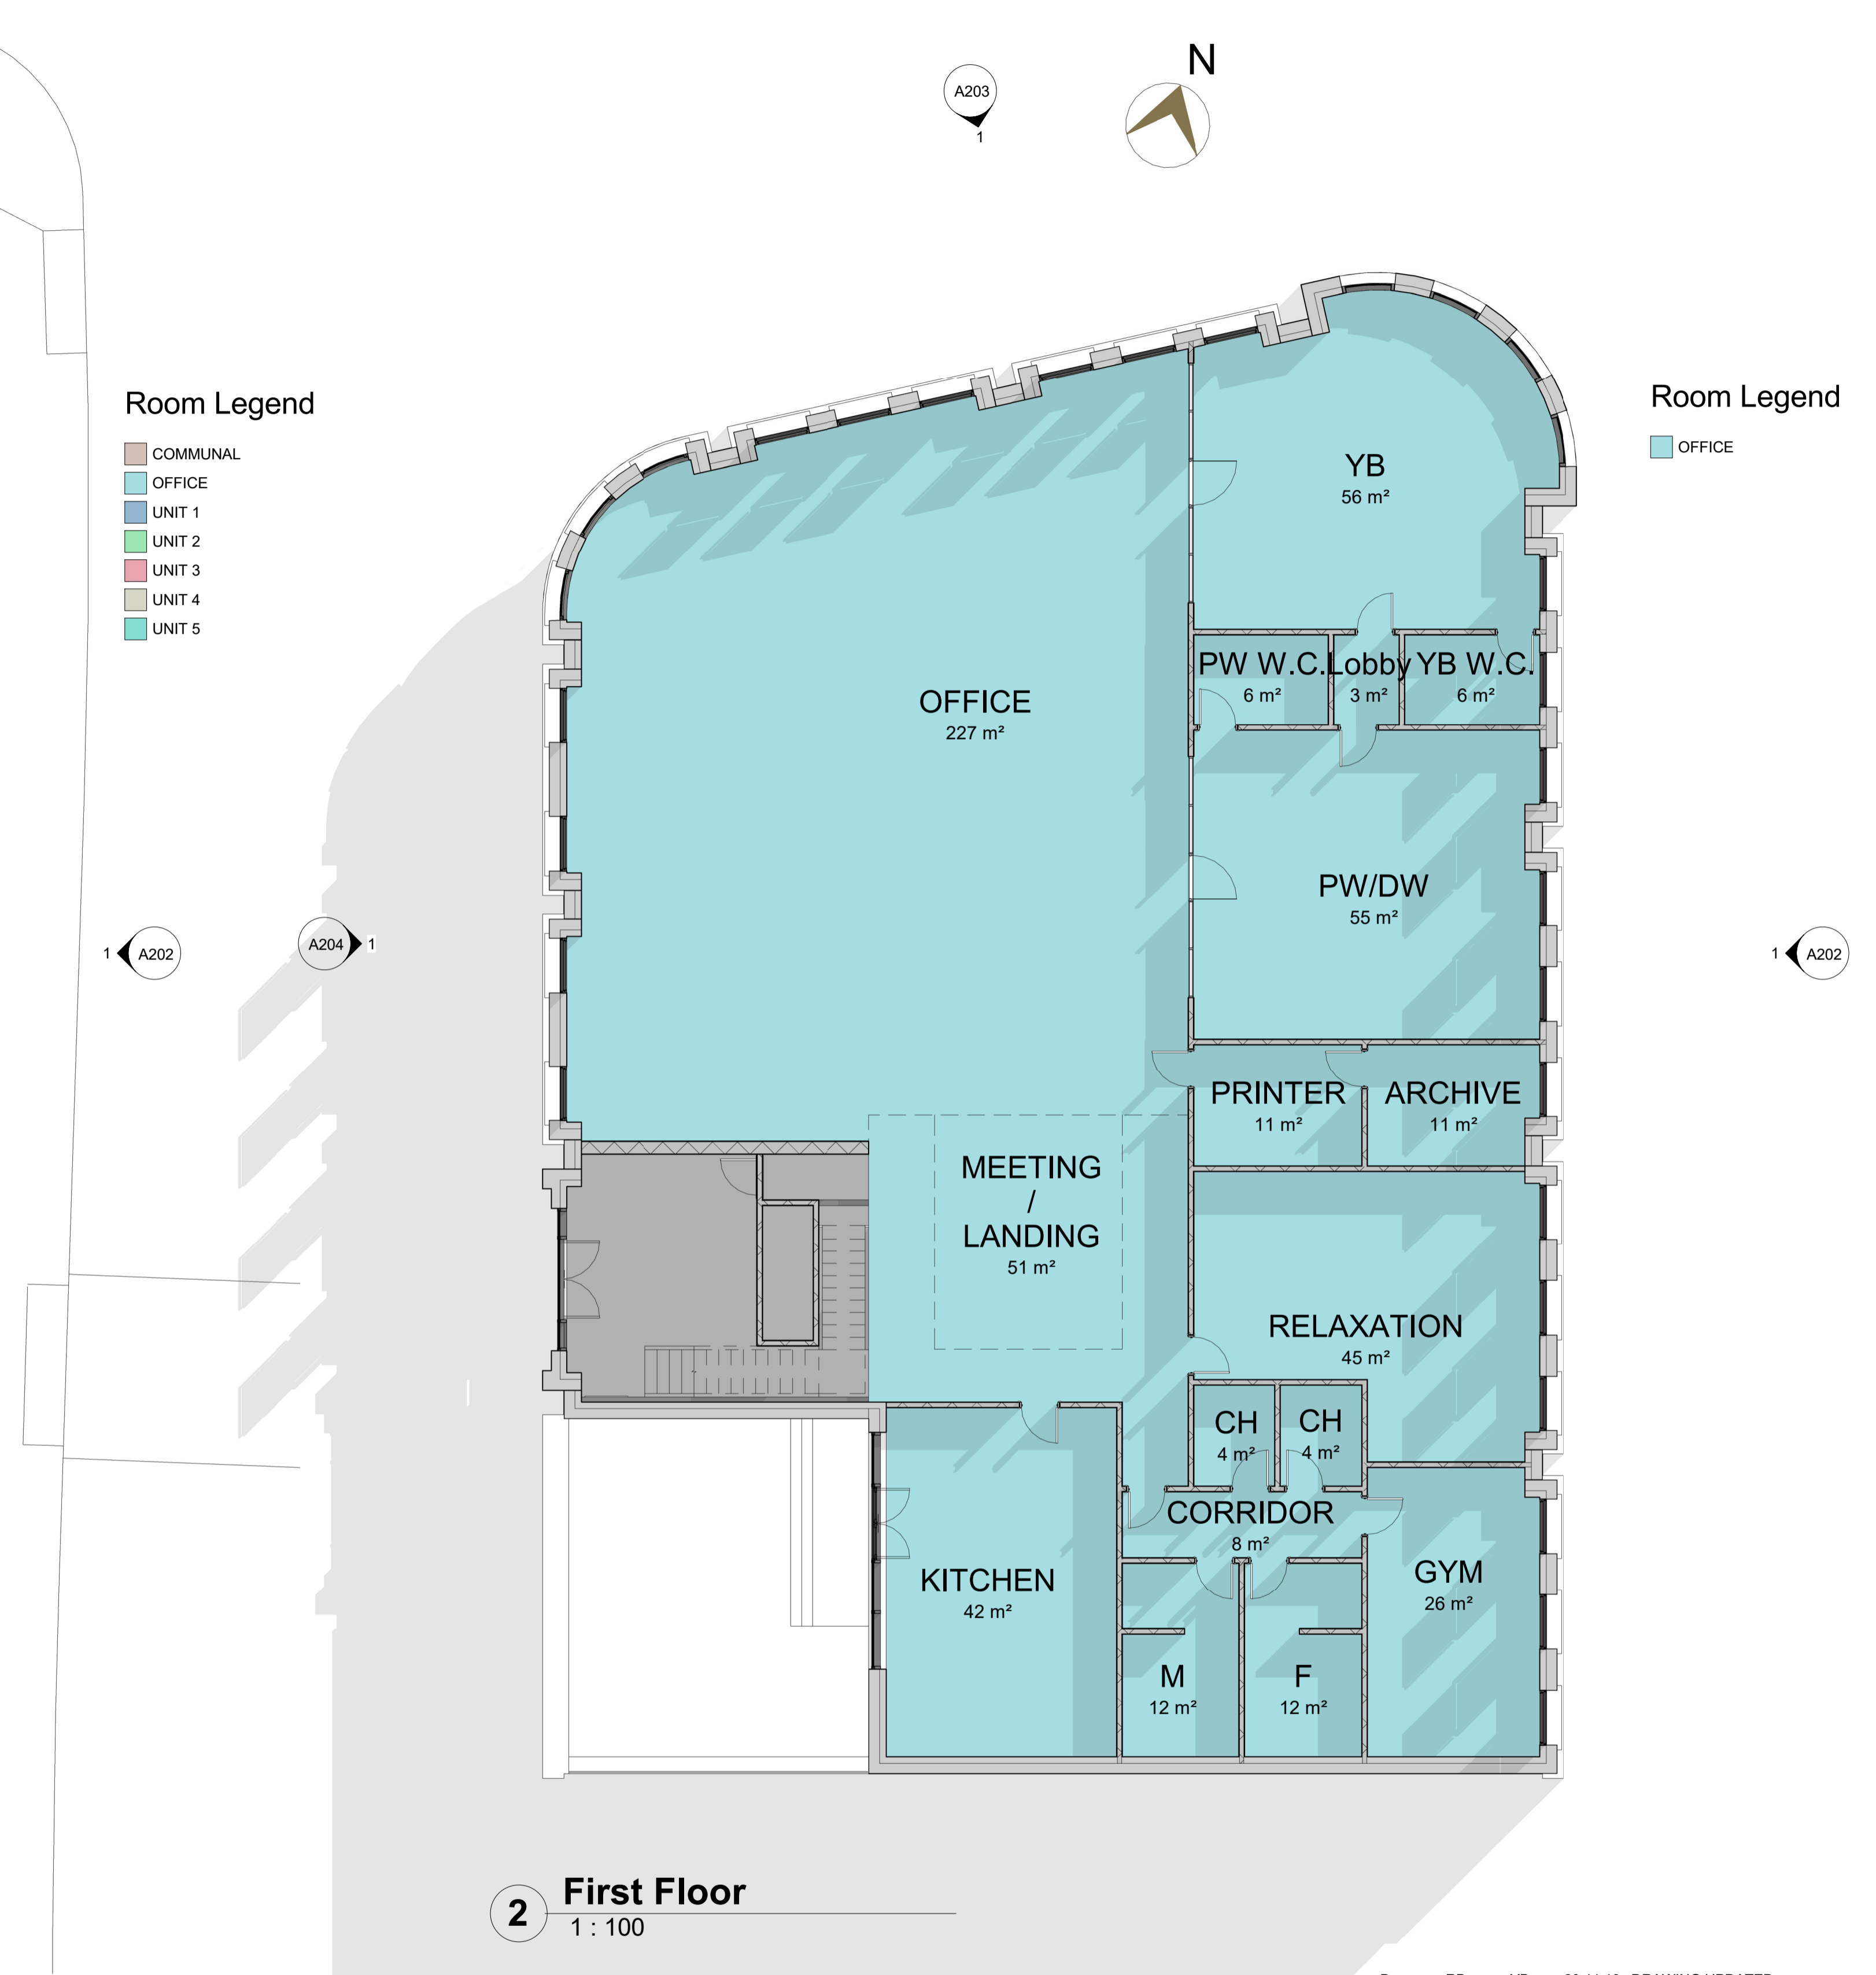 N
A203
1
Room Legend
COMMUNAL
OFFICE
UNIT 1
UNIT 2
UNIT 3
UNIT 4
UNIT 5
Room Legend
OFFICE
YB
56 m²
PW W.C.
6 m²
Lobby
3 m²
YB W.C.
6 m²
OFFICE
227 m²
PW/DW
55 m²
1
A202
A204
1
1
A202
PRINTER
11 m²
ARCHIVE
11 m²
MEETING
/
LANDING
51 m²
RELAXATION
45 m²
CH
4 m²
CH
4 m²
CORRIDOR
8 m²
KITCHEN
42 m²
GYM
26 m²
M
12 m²
F
12 m²
2
First Floor
1 : 100